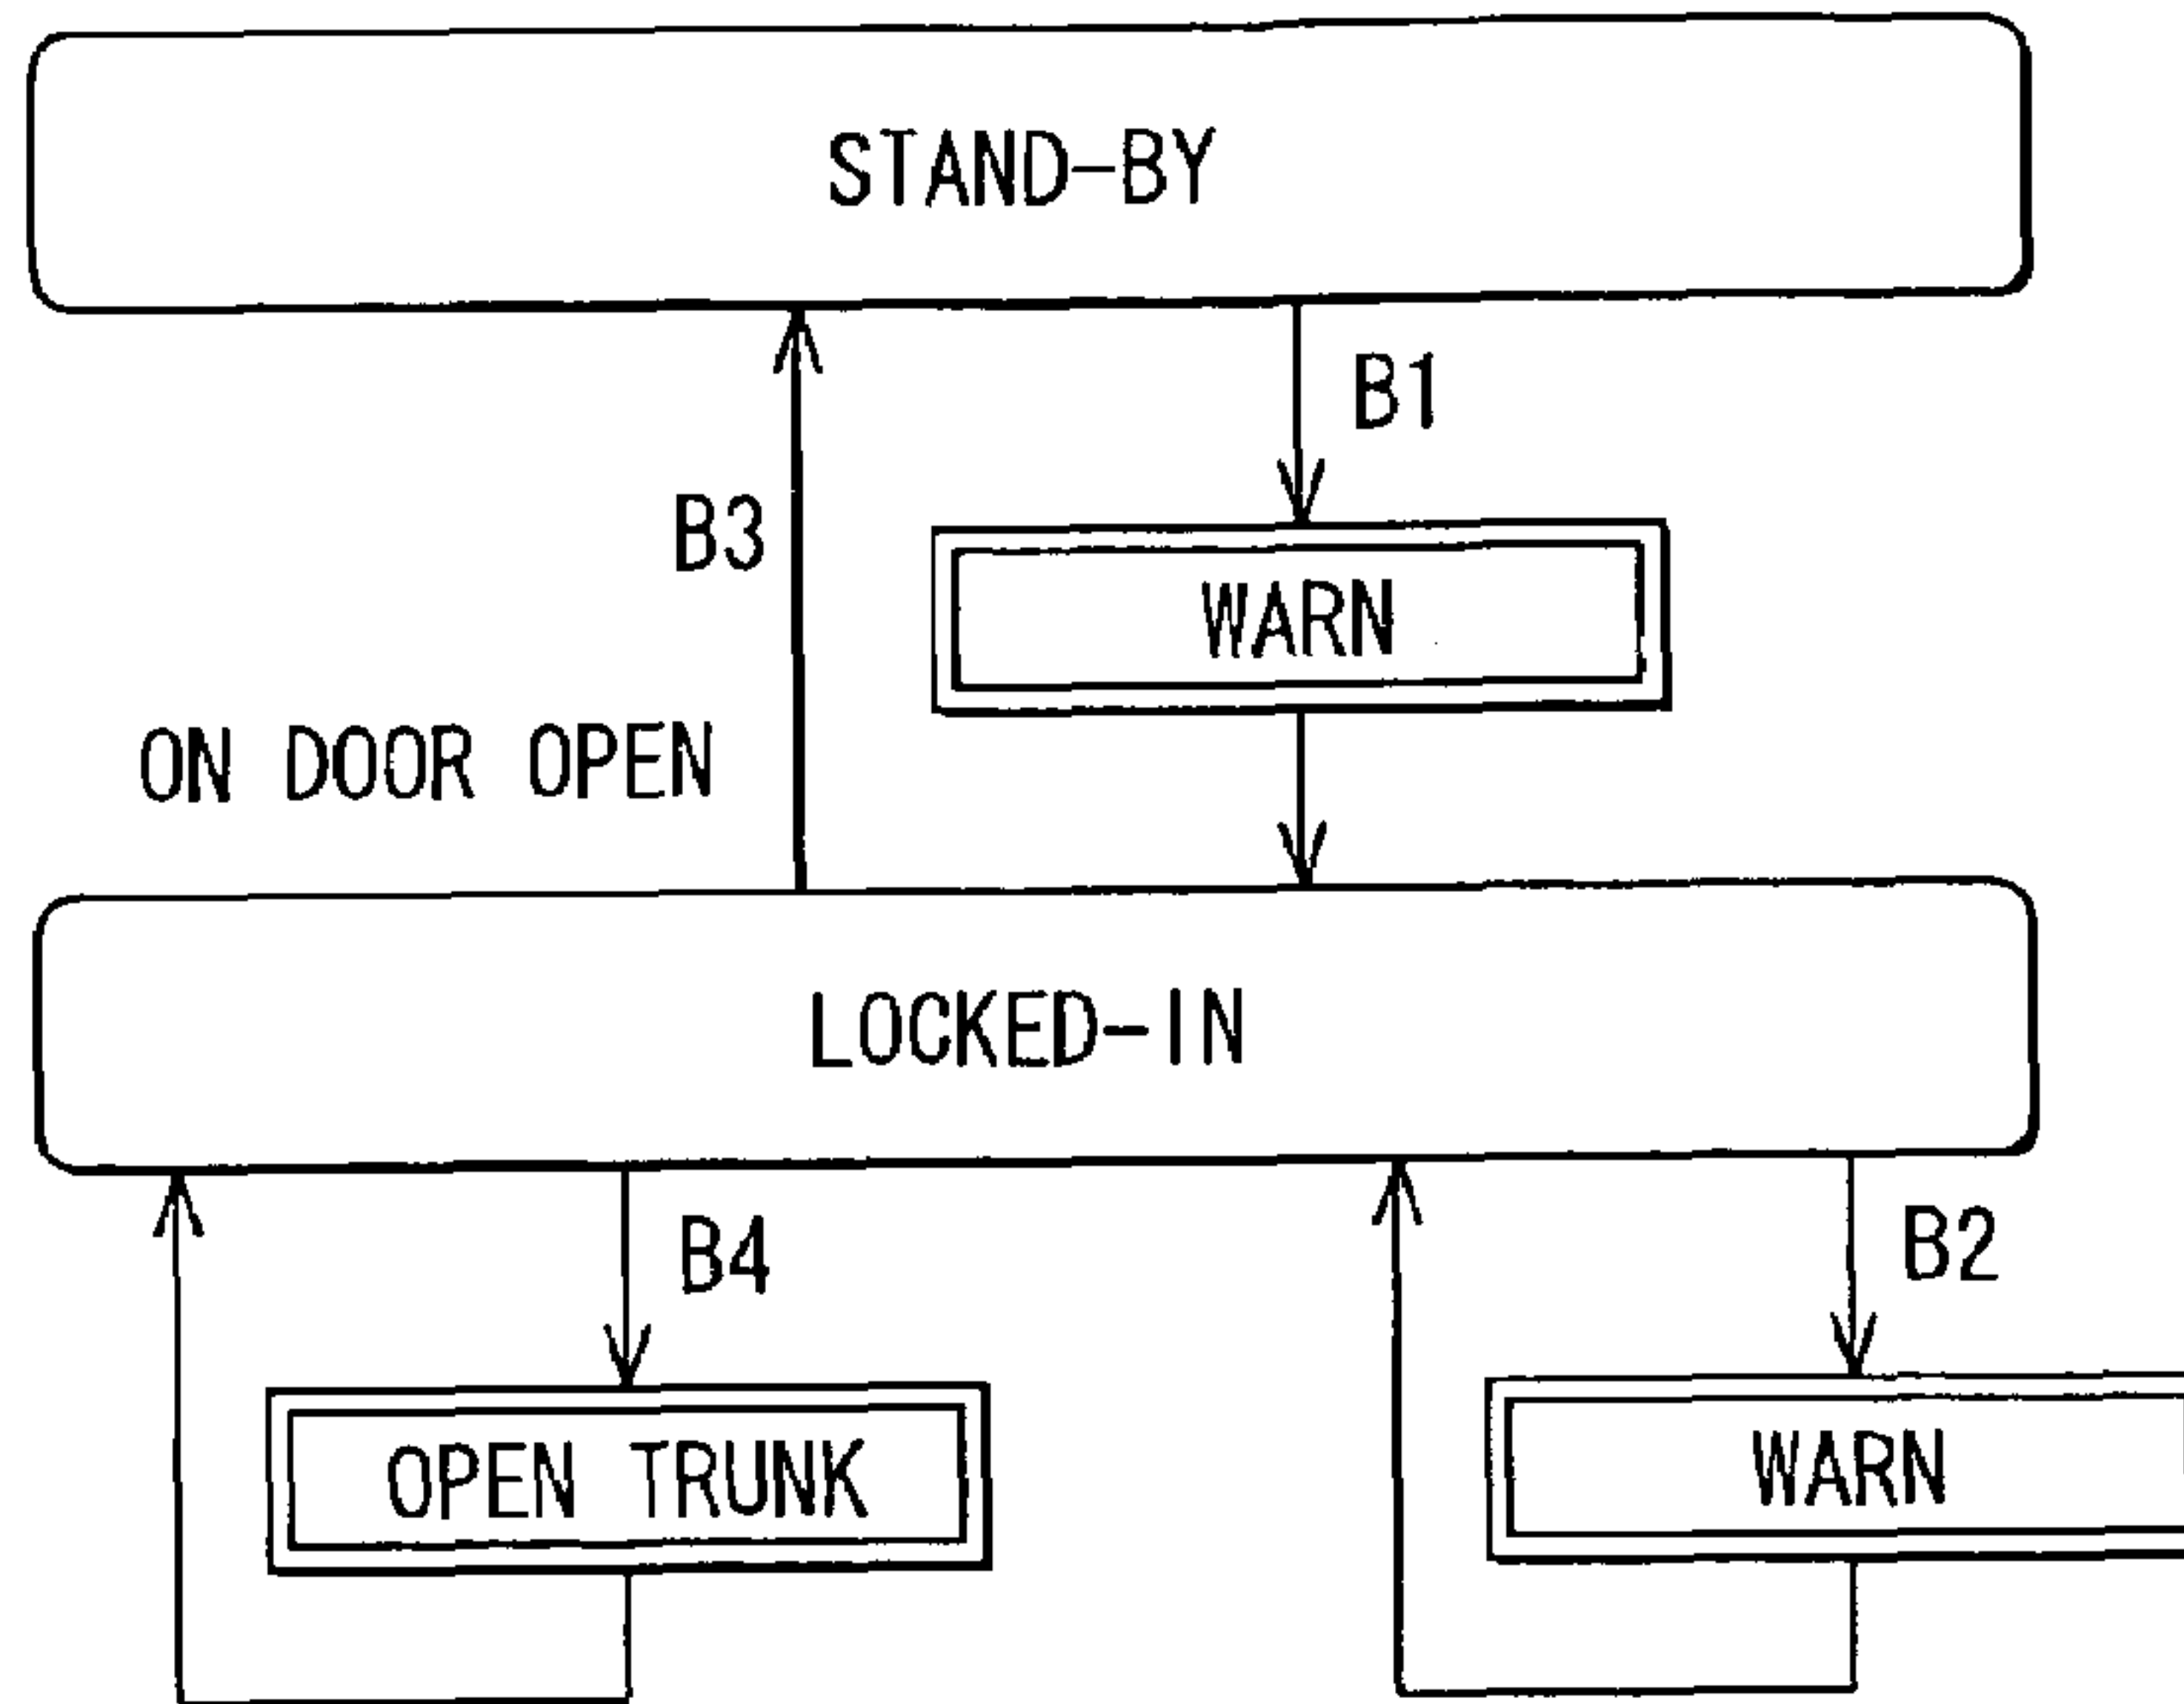 STAND-BY
B1
B3
WARN
ON DOOR OPEN
LOCKED-IN
B4
B2
OPEN TRUNK
WARN